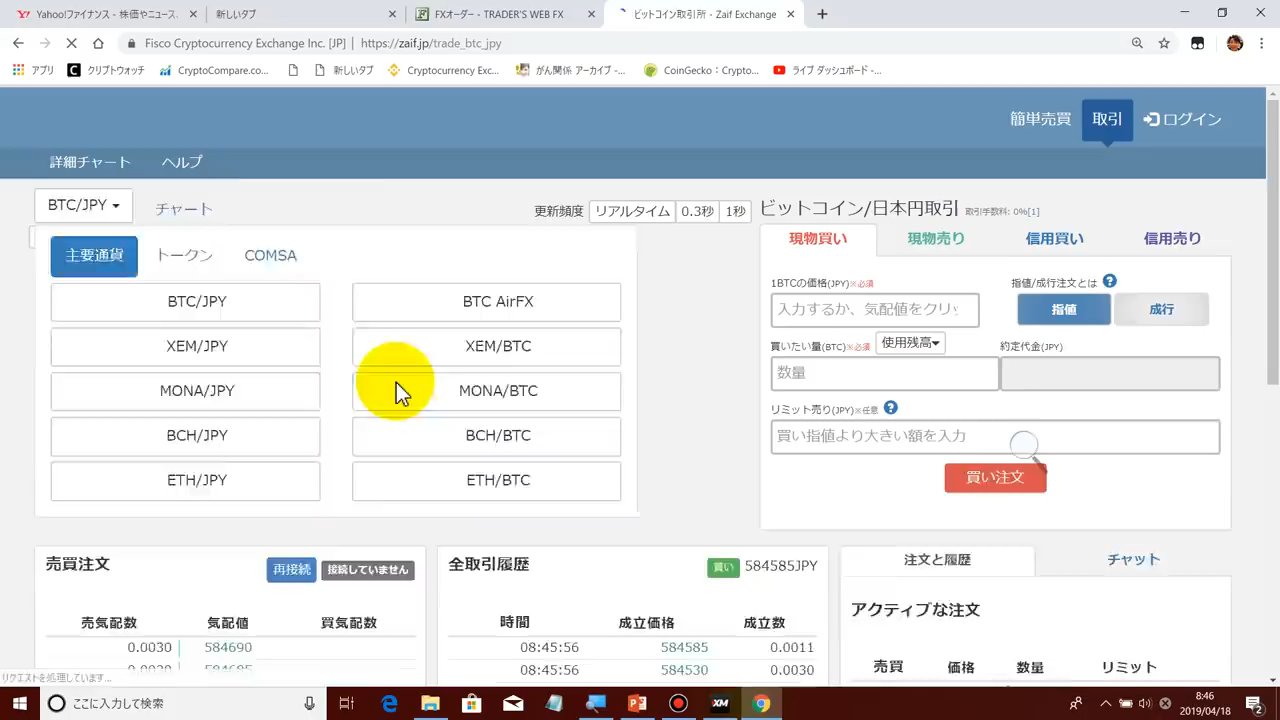 Yahoo!ファイナンス - 株価やニュース、
新しいタブ
FXオーダー - TRADER'S WEB FX
ビットコイン取引所 - Zaif Exchange
Fisco Cryptocurrency Exchange Inc. [JP] | https://zaif.jp/trade_btc_jpy
アプリ
クリプトウォッチ
CryptoCompare.co...
新しいタブ
Cryptocurrency Exc...
がん関係 アーカイブ -...
CoinGecko：Crypto...
ライブ ダッシュボード -...
簡単売買
取引
ログイン
詳細チャート
ヘルプ
BTC/JPY
チャート
更新頻度
リアルタイム
0.3秒
1秒
ビットコイン/日本円取引
取引手数料: 0%[1]
主要通貨
トークン
COMSA
現物買い
現物売り
信用買い
信用売り
BTC/JPY
BTC AirFX
XEM/JPY
XEM/BTC
MONA/JPY
MONA/BTC
BCH/JPY
BCH/BTC
ETH/JPY
ETH/BTC
1BTCの価格(JPY)※必須
指値/成行注文とは
入力するか、気配値をクリッ
指値
成行
買いたい量(BTC)※必須
使用残高
約定代金(JPY)
数量
リミット売り(JPY)※任意
買い指値より大きい額を入力
買い注文
売買注文
再接続
接続していません
売気配数
気配値
買気配数
0.0030
584690
584685
全取引履歴
買い
584585JPY
時間
成立価格
成立数
08:45:56
584585
0.0011
08:45:56
584530
0.0030
注文と履歴
チャット
アクティブな注文
売買
価格
数量
リミット
リクエストを処理しています...
ここに入力して検索
XM
8:46
2019/04/18
2